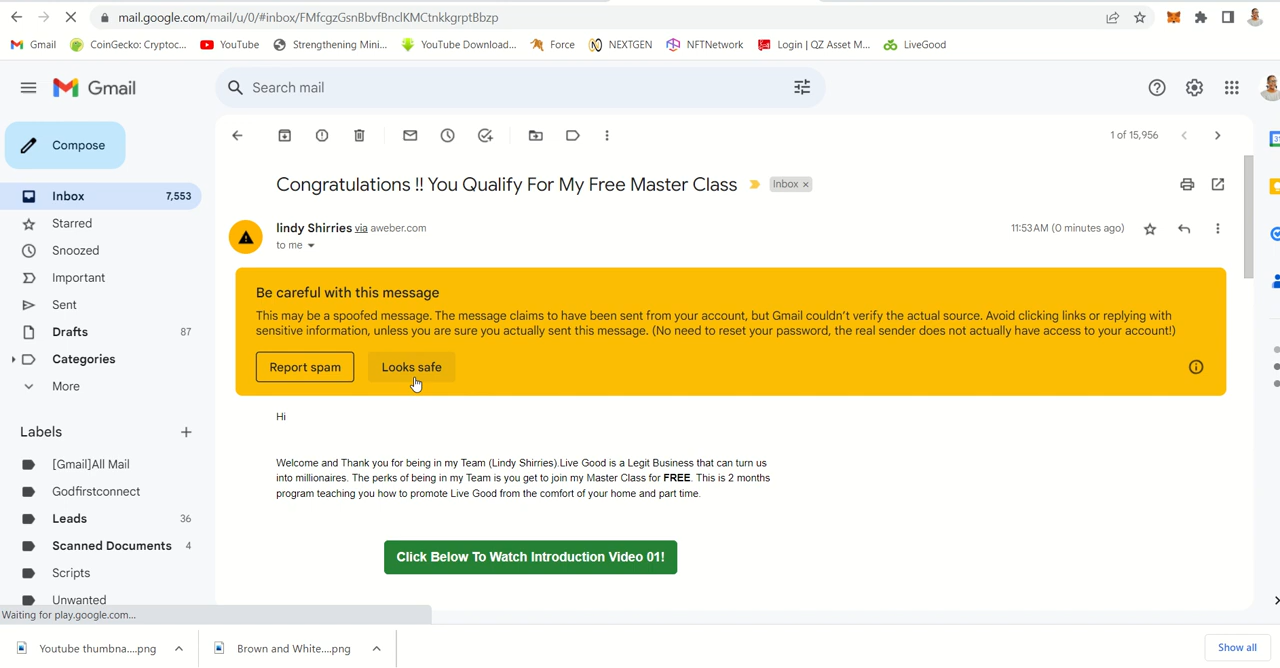 mail.google.com/mail/u/0/#inbox/FMfcgzGsnBbvfBnclKMCtnkkgrptBbzp
Gmail CoinGecko: Cryptoc... YouTube Strengthening Mini... YouTube Download... Force NEXTGEN NFTNetwork Login | QZ Asset M... LiveGood
Gmail
Search mail
Compose
1 of 15,956
Inbox 7,553
Starred
Snoozed
Important
Sent
Drafts 87
Categories
More
Labels
[Gmail]All Mail
Godfirstconnect
Leads 36
Scanned Documents 4
Scripts
Unwanted
Congratulations !! You Qualify For My Free Master Class Inbox x
lindy Shirries via aweber.com 11:53 AM (0 minutes ago)
to me
Be careful with this message
This may be a spoofed message. The message claims to have been sent from your account, but Gmail couldn't verify the actual source. Avoid clicking links or replying with
sensitive information, unless you are sure you actually sent this message. (No need to reset your password, the real sender does not actually have access to your account!)
Report spam Looks safe
Hi
Welcome and Thank you for being in my Team (Lindy Shirries).Live Good is a Legit Business that can turn us
into millionaires. The perks of being in my Team is you get to join my Master Class for FREE. This is 2 months
program teaching you how to promote Live Good from the comfort of your home and part time.
Click Below To Watch Introduction Video 01!
Waiting for play.google.com...
Youtube thumbna....png Brown and White....png Show all